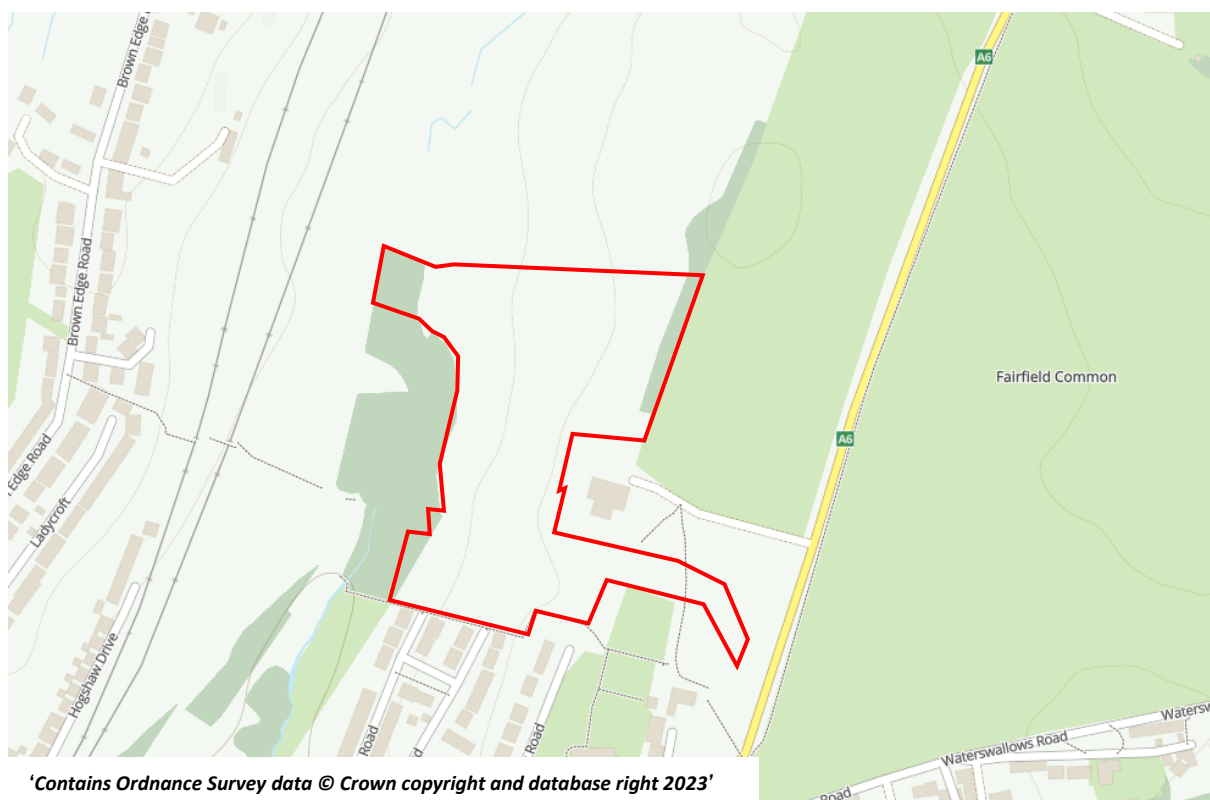 Brown Edge
A6
Brown Edge Road
Fairfield Common
A6
Edge Road
Ladycroft
Hogshaw Drive
Road
Road
Waterswallows Road
Road
‘Contains Ordnance Survey data © Crown copyright and database right 2023’